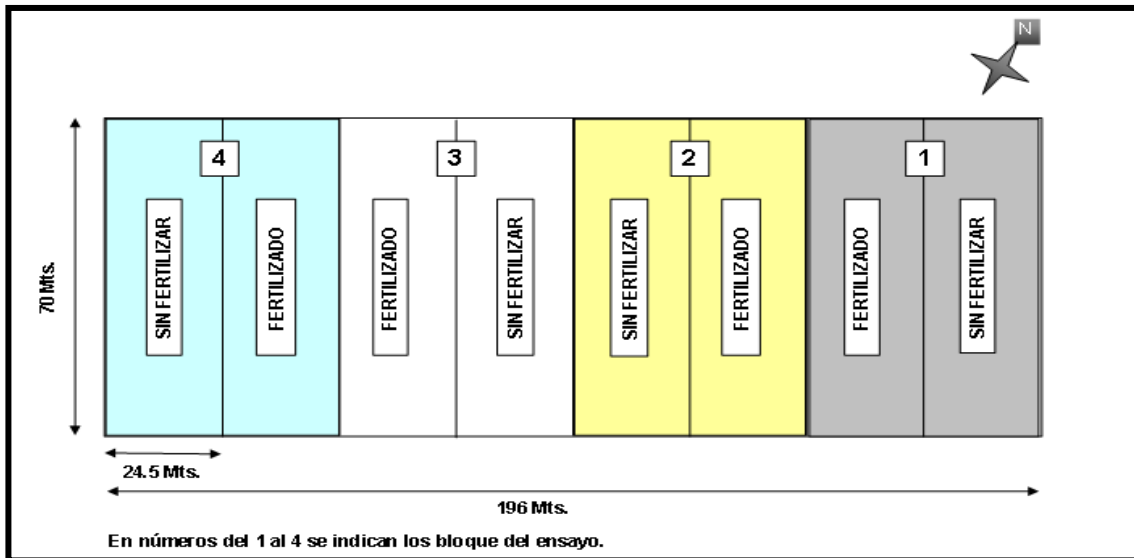 N
4
3
2
1
SIN FERTILIZAR
FERTILIZADO
FERTILIZADO
SIN FERTILIZAR
SIN FERTILIZAR
FERTILIZADO
FERTILIZADO
SIN FERTILIZAR
70 Mts.
24.5 Mts.
196 Mts.
En números del 1 al 4 se indican los bloque del ensayo.